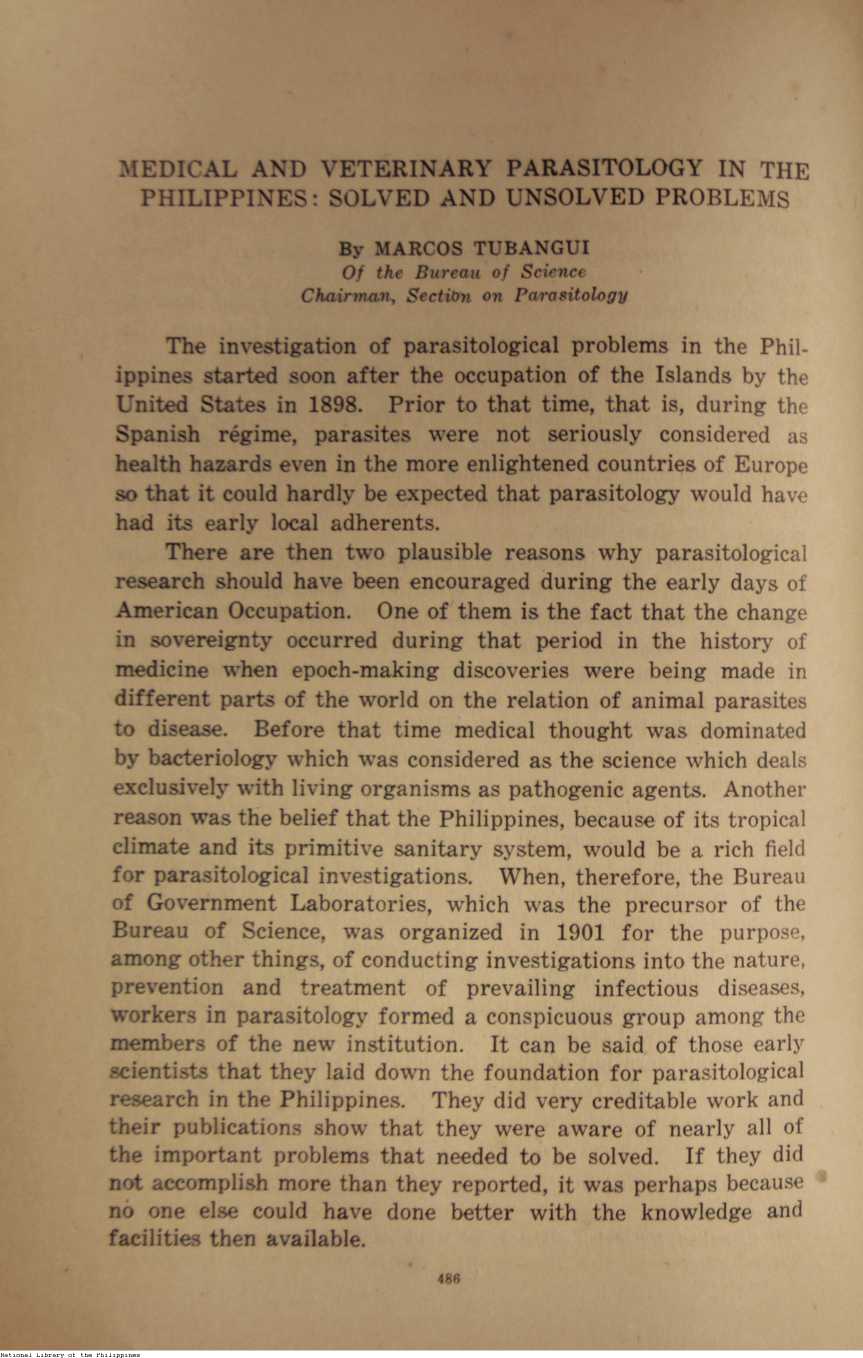 MEDICAL AND VETERINARY PARASITOLOGY IN THE
PHILIPPINES: SOLVED AND UNSOLVED PROBLEMS
By MARCOS TUBANGUI
Of the Bureau of Science
Chairman, Section on Parasitology
The investigation of parasitological problems in the Phil-
ippines started soon after the occupation of the Islands by the
United States in 1898. Prior to that time, that is, during the
Spanish régime, parasites were not seriously considered as
health hazards even in the more enlightened countries of Europe
so that it could hardly be expected that parasitology would have
had its early local adherents.
There are then two plausible reasons why parasitological
research should have been encouraged during the early days of
American Occupation. One of them is the fact that the change
in sovereignty occurred during that period in the history of
medicine when epoch-making discoveries were being made in
different parts of the world on the relation of animal parasites
to disease. Before that time medical thought was dominated
by bacteriology which was considered as the science which deals
exclusively with living organisms as pathogenic agents. Another
reason was the belief that the Philippines, because of its tropical
climate and its primitive sanitary system, would be a rich field
for parasitological investigations. When, therefore, the Bureau
of Government Laboratories, which was the precursor of the
Bureau of Science, was organized in 1901 for the purpose,
among other things, of conducting investigations into the nature,
prevention and treatment of prevailing infectious diseases,
workers in parasitology formed a conspicuous group among the
members of the new institution. It can be said of those early
scientists that they laid down the foundation for parasitological
research in the Philippines. They did very creditable work and
their publications show that they were aware of nearly all of
the important problems that needed to be solved. If they did
not accomplish more than they reported, it was perhaps because
no one else could have done better with the knowledge and
facilities then available.
486
National Library of the Philippines